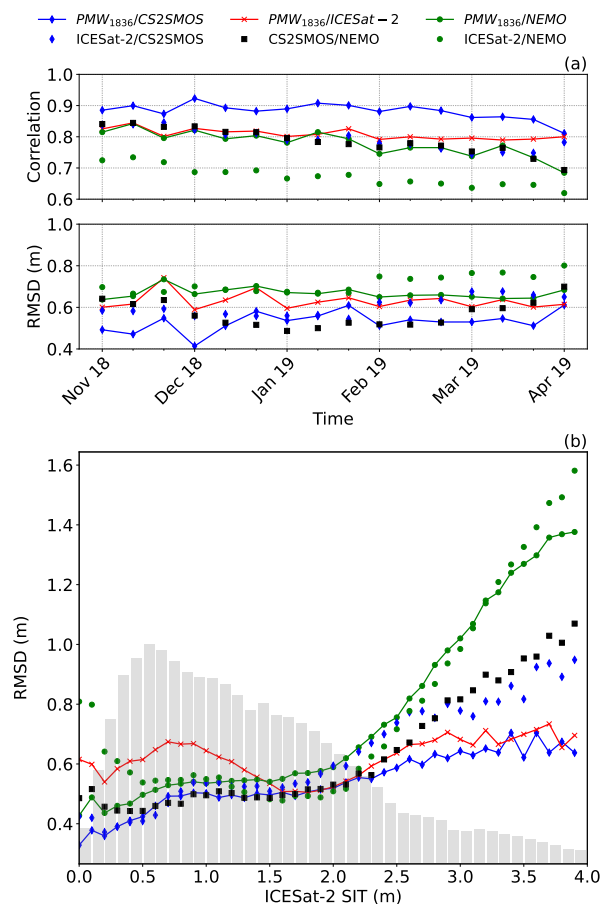 PMW1836/CS2SMOS
PMW1836/ICESat−2
PMW1836/NEMO
ICESat-2/CS2SMOS
CS2SMOS/NEMO
ICESat-2/NEMO
(a)
Correlation
1.0
0.9
0.8
0.7
0.6
RMSD (m)
1.0
0.8
0.6
0.4
Nov 18
Dec 18
Jan 19
Feb 19
Mar 19
Apr 19
Time
(b)
RMSD (m)
1.6
1.4
1.2
1.0
0.8
0.6
0.4
0.0
0.5
1.0
1.5
2.0
2.5
3.0
3.5
4.0
ICESat-2 SIT (m)